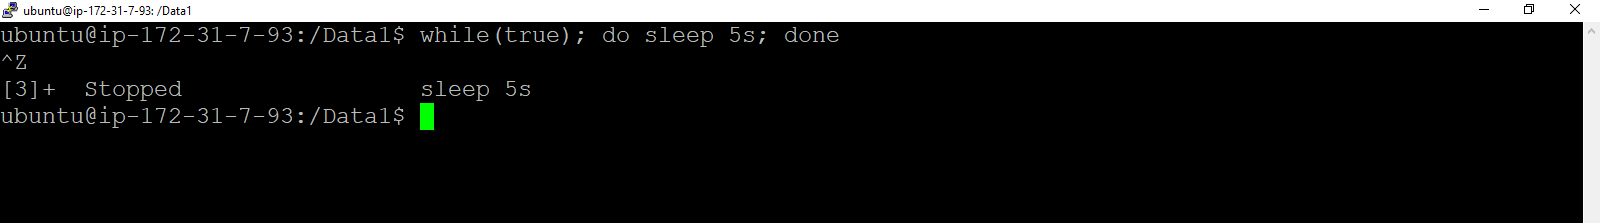 ubuntu@ip-172-31-7-93: /Data1
ubuntu@ip-172-31-7-93:/Data1$ while(true); do sleep 5s; done
^Z
[3]+  Stopped                 sleep 5s
ubuntu@ip-172-31-7-93:/Data1$